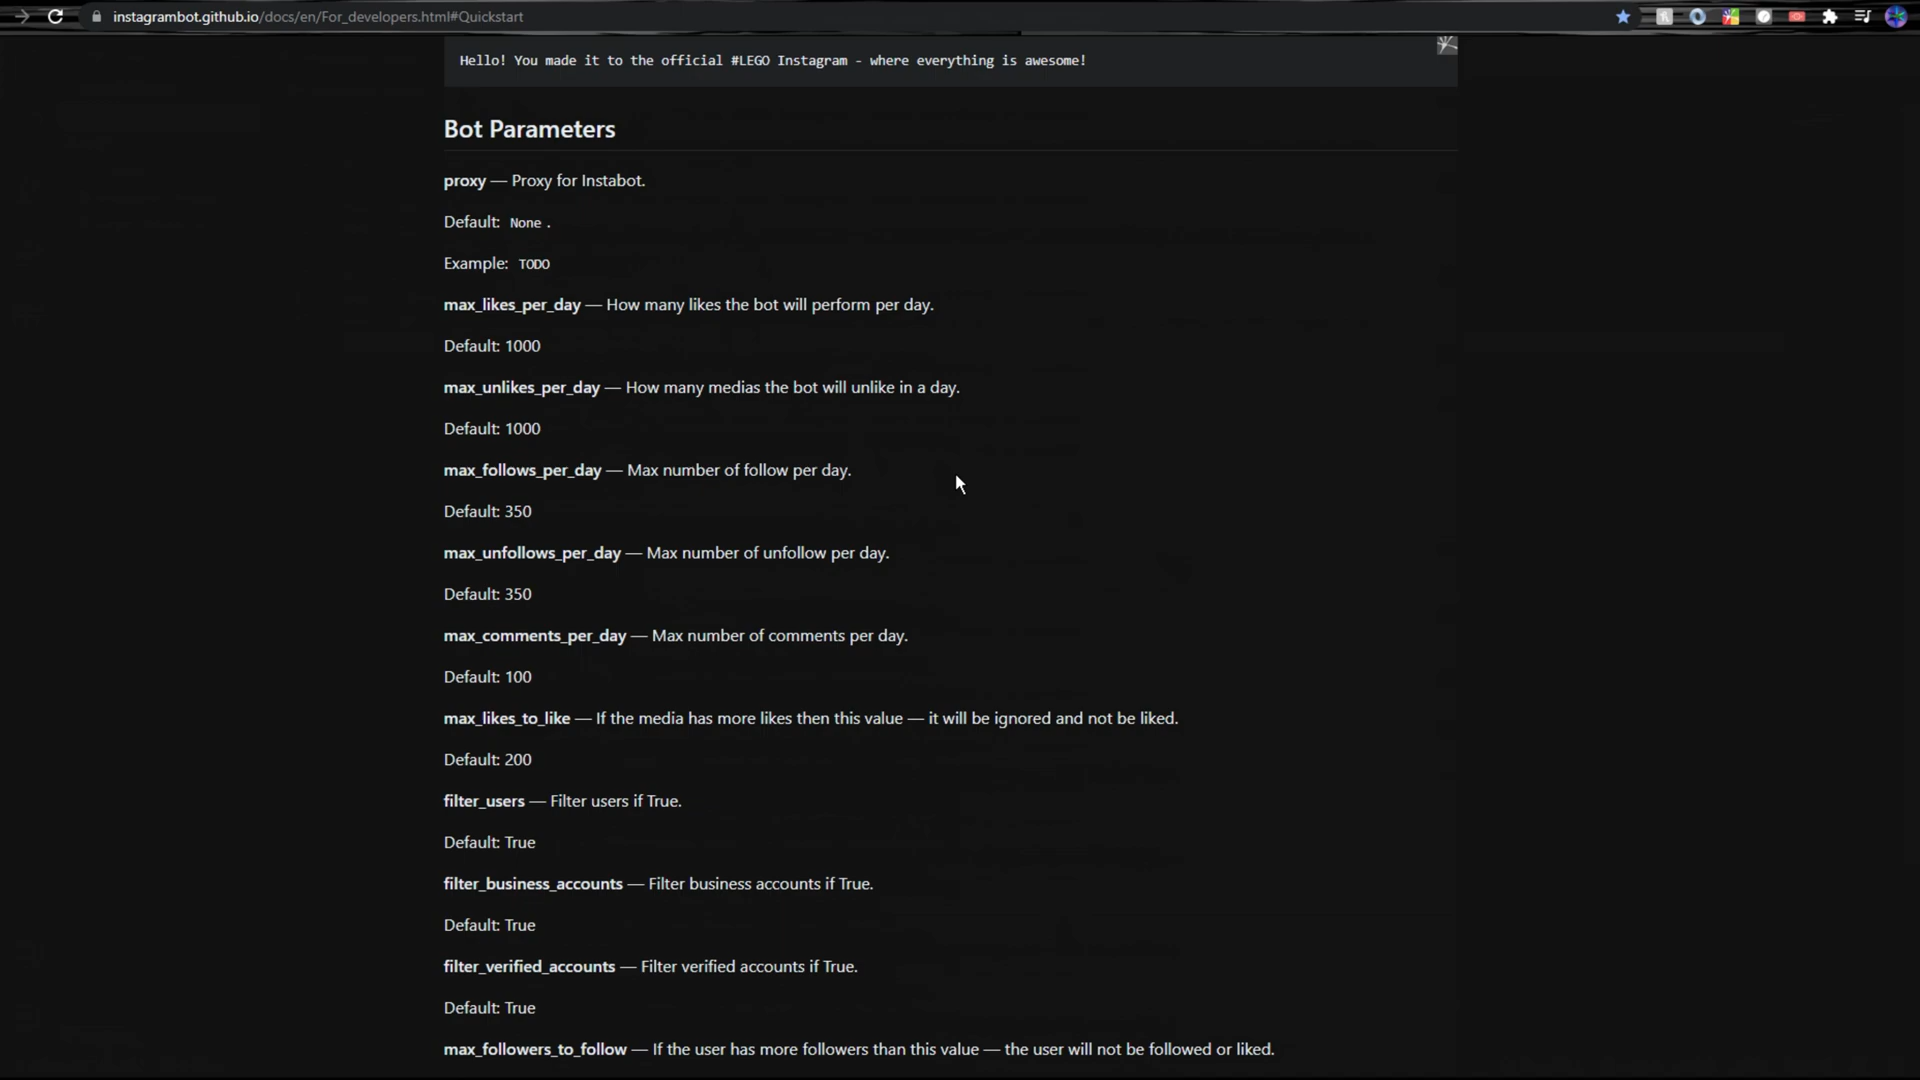 instagrambot.github.io/docs/en/For_developers.html#Quickstart
Hello! You made it to the official #LEGO Instagram - where everything is awesome!
Bot Parameters
proxy — Proxy for Instabot.
Default: None .
Example: TODO
max_likes_per_day — How many likes the bot will perform per day.
Default: 1000
max_unlikes_per_day — How many medias the bot will unlike in a day.
Default: 1000
max_follows_per_day — Max number of follow per day.
Default: 350
max_unfollows_per_day — Max number of unfollow per day.
Default: 350
max_comments_per_day — Max number of comments per day.
Default: 100
max_likes_to_like — If the media has more likes then this value — it will be ignored and not be liked.
Default: 200
filter_users — Filter users if True.
Default: True
filter_business_accounts — Filter business accounts if True.
Default: True
filter_verified_accounts — Filter verified accounts if True.
Default: True
max_followers_to_follow — If the user has more followers than this value — the user will not be followed or liked.